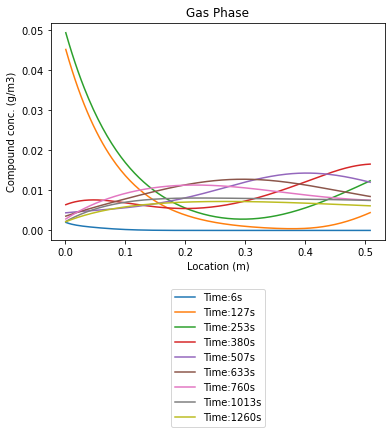 Gas Phase
0.05
0.04
0.03
0.02
0.01
0.00
Compound conc. (g/m3)
0.0 0.1 0.2 0.3 0.4 0.5
Location (m)
Time:6s
Time:127s
Time:253s
Time:380s
Time:507s
Time:633s
Time:760s
Time:1013s
Time:1260s